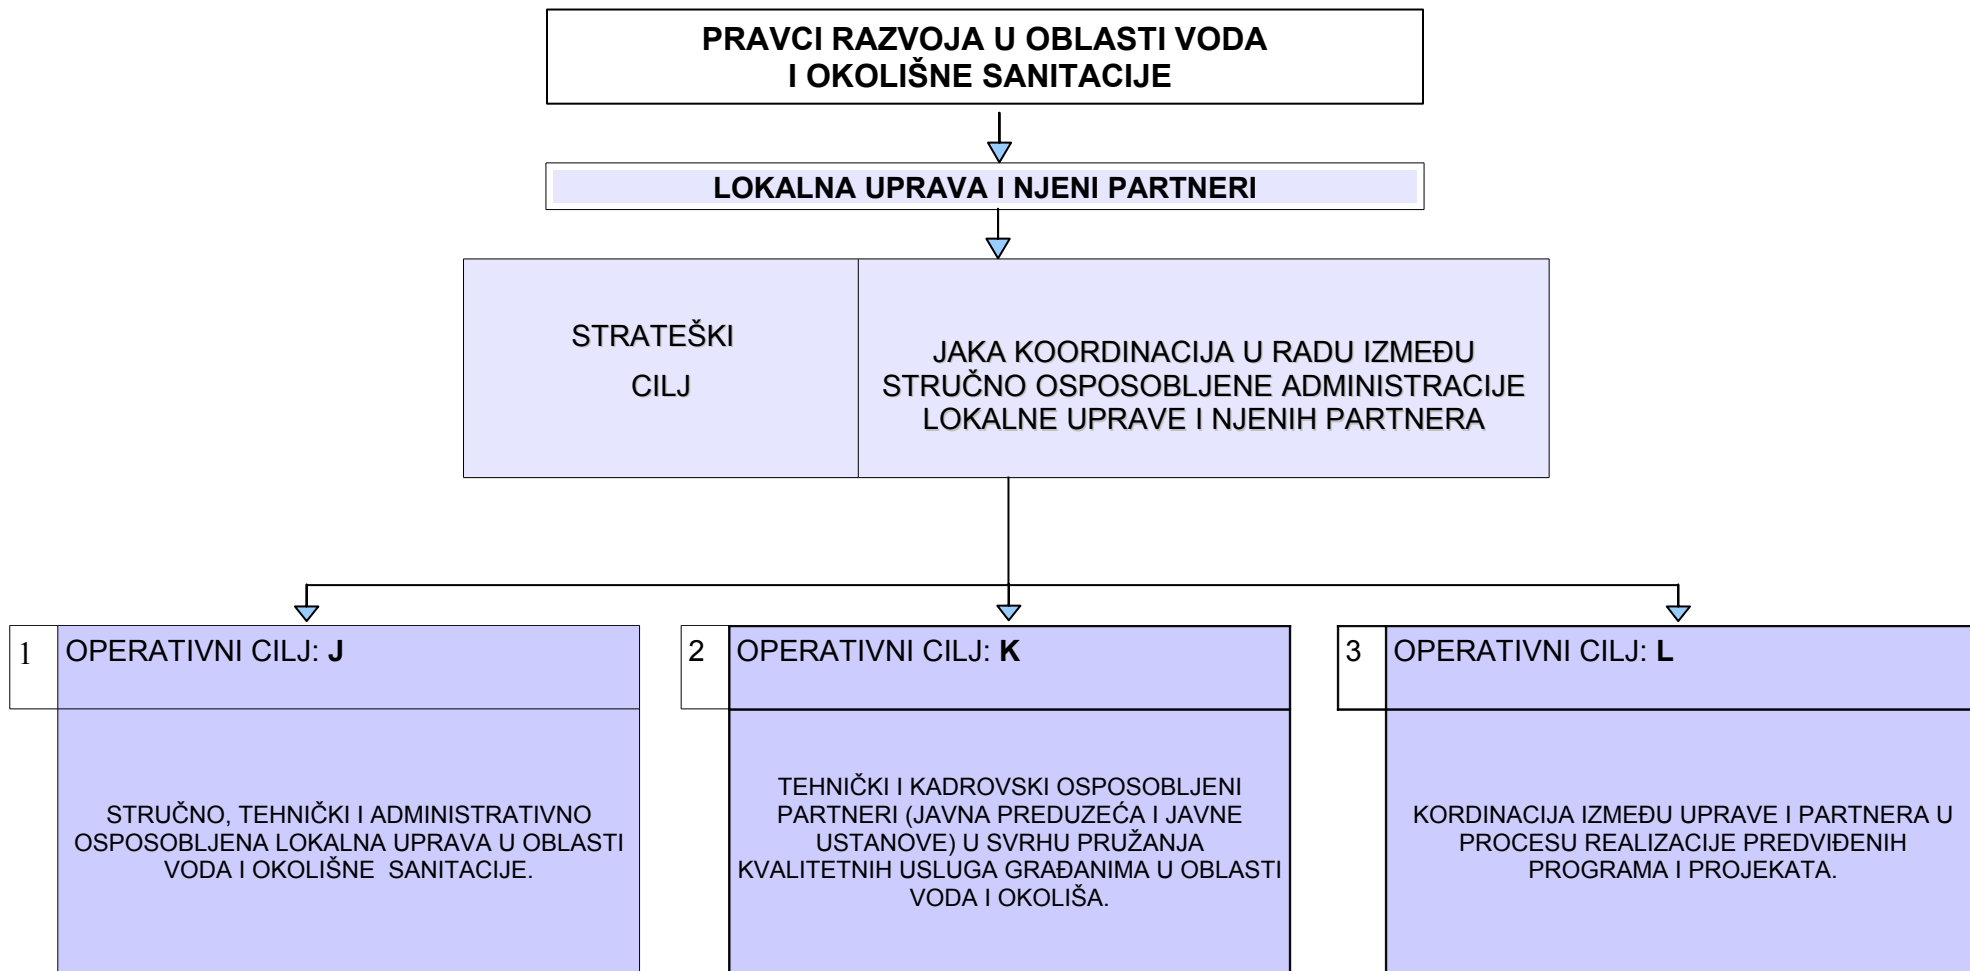 PRAVCI RAZVOJA U OBLASTI VODA
I OKOLIŠNE SANITACIJE
LOKALNA UPRAVA I NJENI PARTNERI
STRATEŠKI
CILJ
JAKA KOORDINACIJA U RADU IZMEĐU
STRUČNO OSPOSOBLJENE ADMINISTRACIJE
LOKALNE UPRAVE I NJENIH PARTNERA
1
OPERATIVNI CILJ: J
STRUČNO, TEHNIČKI I ADMINISTRATIVNO
OSPOSOBLJENA LOKALNA UPRAVA U OBLASTI
VODA I OKOLIŠNE SANITACIJE.
2
OPERATIVNI CILJ: K
TEHNIČKI I KADROVSKI OSPOSOBLJENI
PARTNERI (JAVNA PREDUZEĆA I JAVNE
USTANOVE) U SVRHU PRUŽANJA
KVALITETNIH USLUGA GRAĐANIMA U OBLASTI
VODA I OKOLIŠA.
3
OPERATIVNI CILJ: L
KORDINACIJA IZMEĐU UPRAVE I PARTNERA U
PROCESU REALIZACIJE PREDVIĐENIH
PROGRAMA I PROJEKATA.